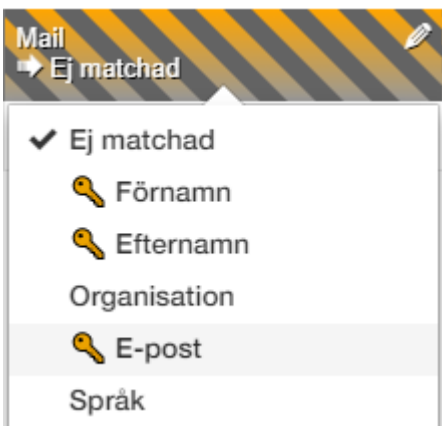 Mail
Ej matchad
Ej matchad
Förnamn
Efternamn
Organisation
E-post
Språk